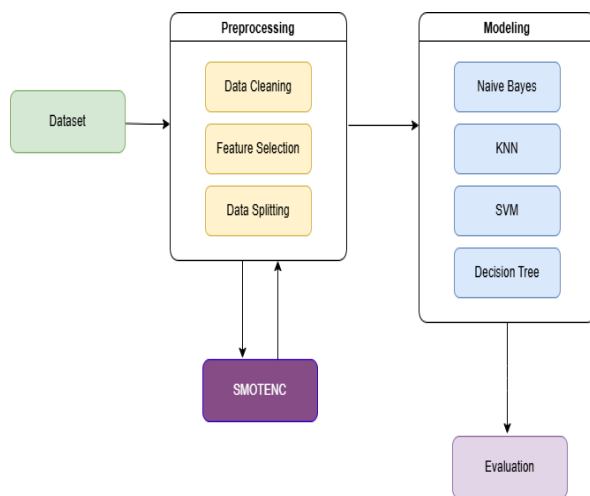 Dataset
Preprocessing
Data Cleaning
Feature Selection
Data Splitting
SMOTENC
Modeling
Naive Bayes
KNN
SVM
Decision Tree
Evaluation